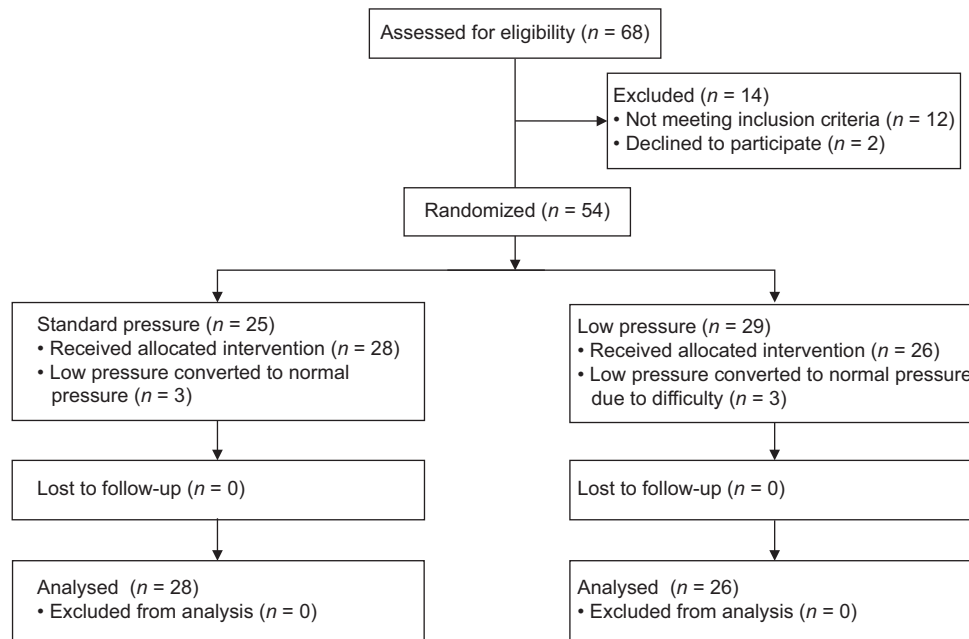 Assessed for eligibility (n = 68)
Excluded (n = 14)
• Not meeting inclusion criteria (n = 12)
• Declined to participate (n = 2)
Randomized (n = 54)
Standard pressure (n = 25)
• Received allocated intervention (n = 28)
• Low pressure converted to normal
pressure (n = 3)
Low pressure (n = 29)
• Received allocated intervention (n = 26)
• Low pressure converted to normal pressure
due to difficulty (n = 3)
Lost to follow-up (n = 0)
Lost to follow-up (n = 0)
Analysed (n = 28)
• Excluded from analysis (n = 0)
Analysed (n = 26)
• Excluded from analysis (n = 0)